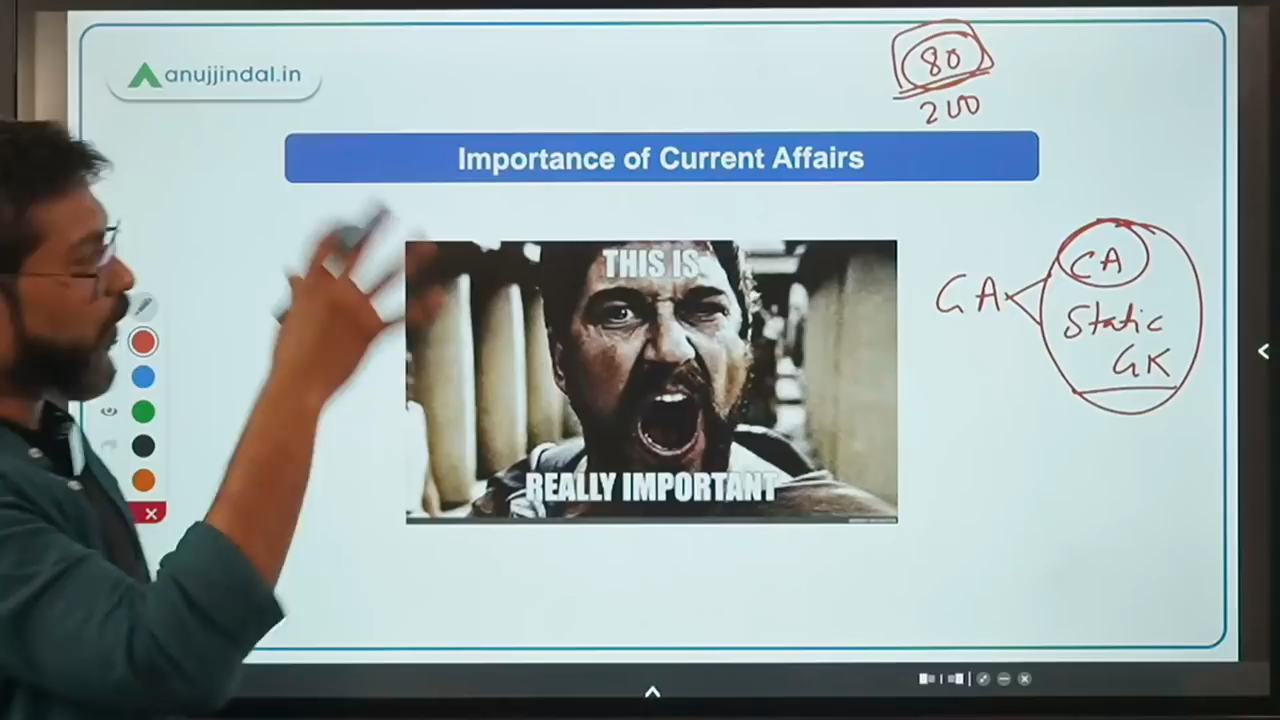 anujjindal.in
80
200
Importance of Current Affairs
THIS IS
REALLY IMPORTANT
GA
CA
Static
GK